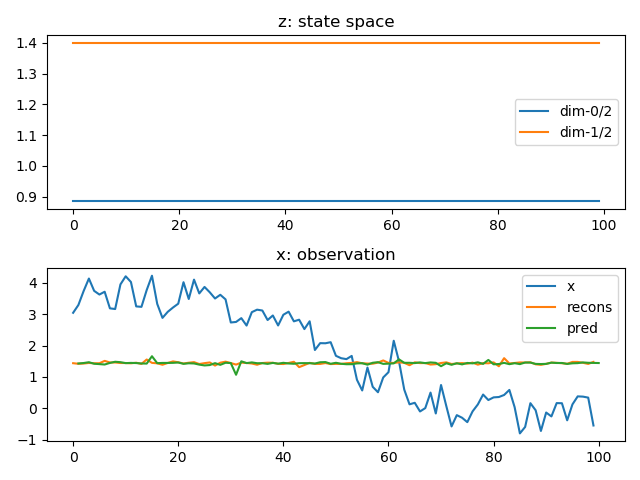 z: state space
1.4
1.3
1.2
1.1
1.0
0.9
dim-0/2
dim-1/2
0 20 40 60 80 100
x: observation
4
3
2
1
0
−1
x
recons
pred
0 20 40 60 80 100